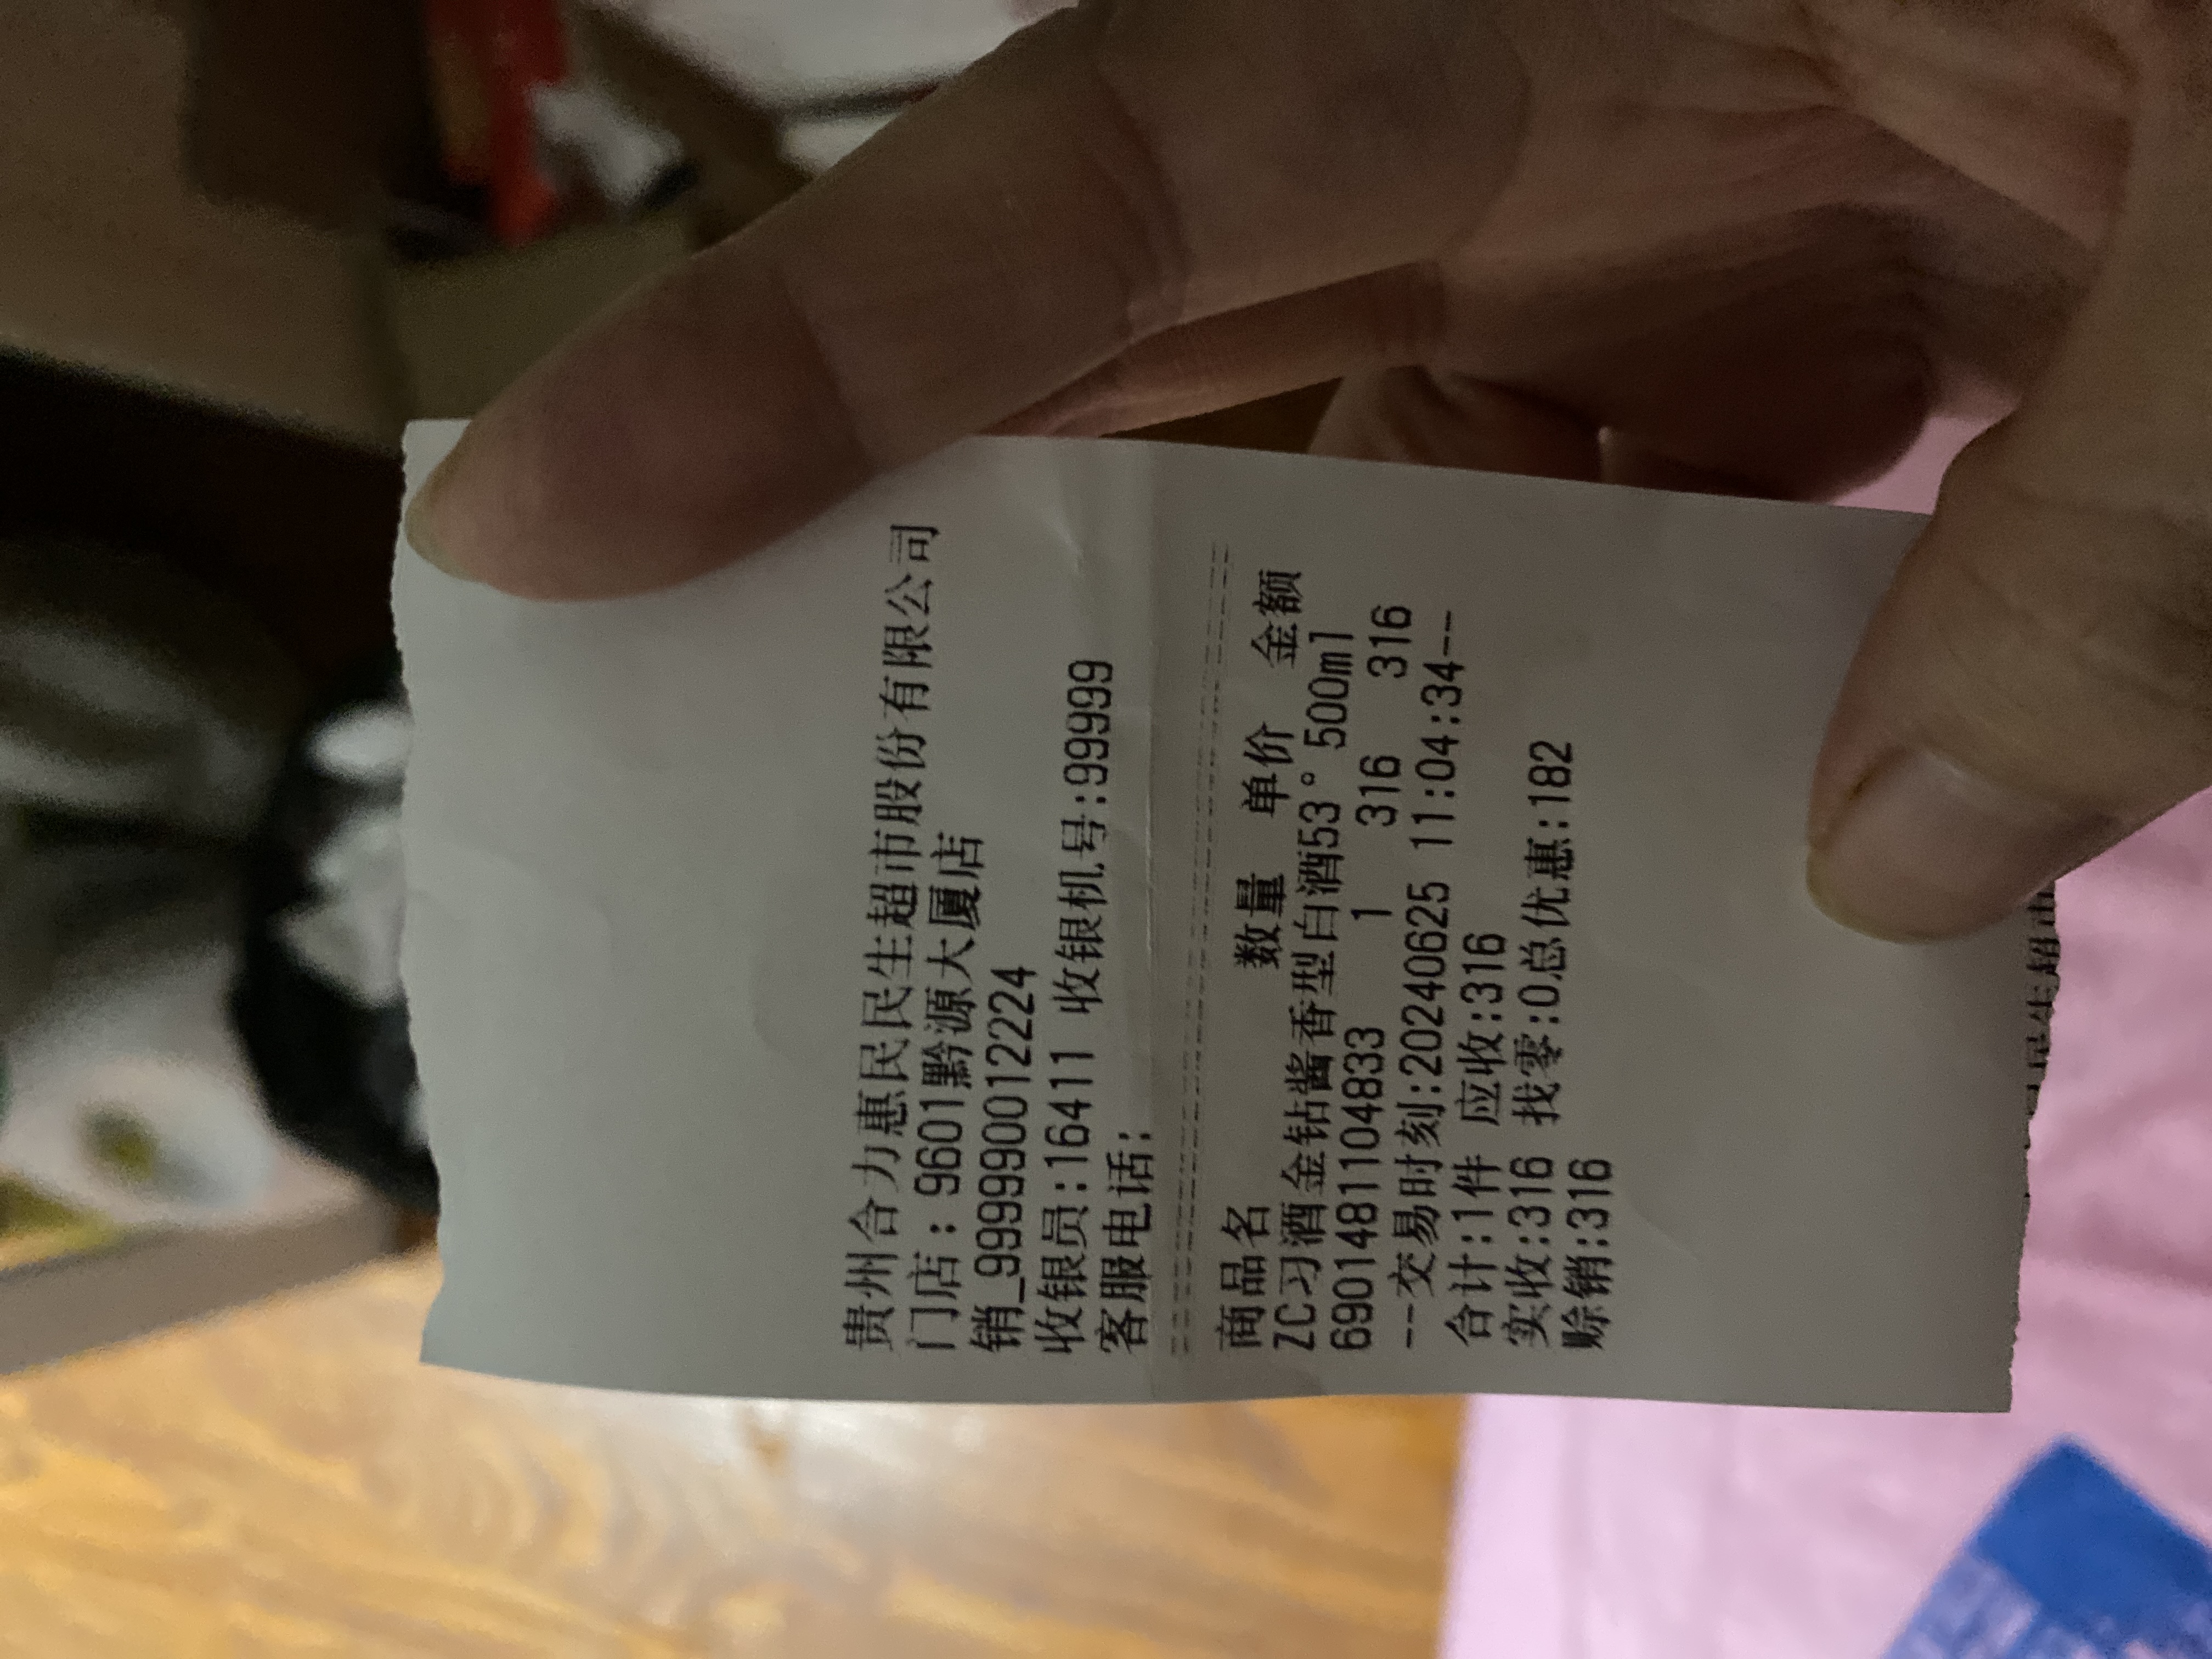 贵州合力惠民民生超市股份有限公司
门店：9601黔源大厦店
销_999990012224
收银员:16411 收银机号:99999
客服电话:
商品名 数量 单价 金额
ZC习酒金钻酱香型白酒53°500ml
6901481104833 1 316 316
--交易时刻:20240625 11:04:34--
合计:1件 应收:316
实收:316 找零:0总优惠:182
赊销:316
民生超市